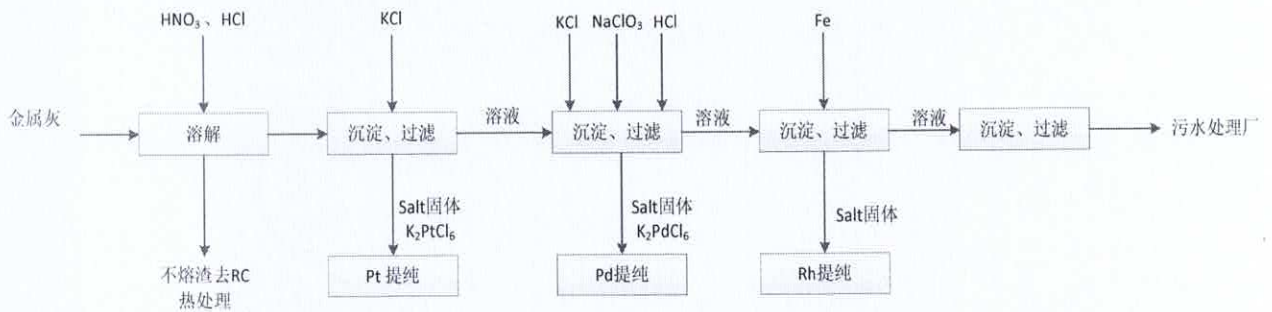 HNO₃、HCl
KCl
KCl NaClO₃ HCl
Fe
金属灰
溶解
沉淀、过滤
溶液
沉淀、过滤
溶液
沉淀、过滤
溶液
沉淀、过滤
污水处理厂
Salt固体
K₂PtCl₆
Salt固体
K₂PdCl₆
Salt固体
不熔渣去RC
热处理
Pt 提纯
Pd提纯
Rh提纯